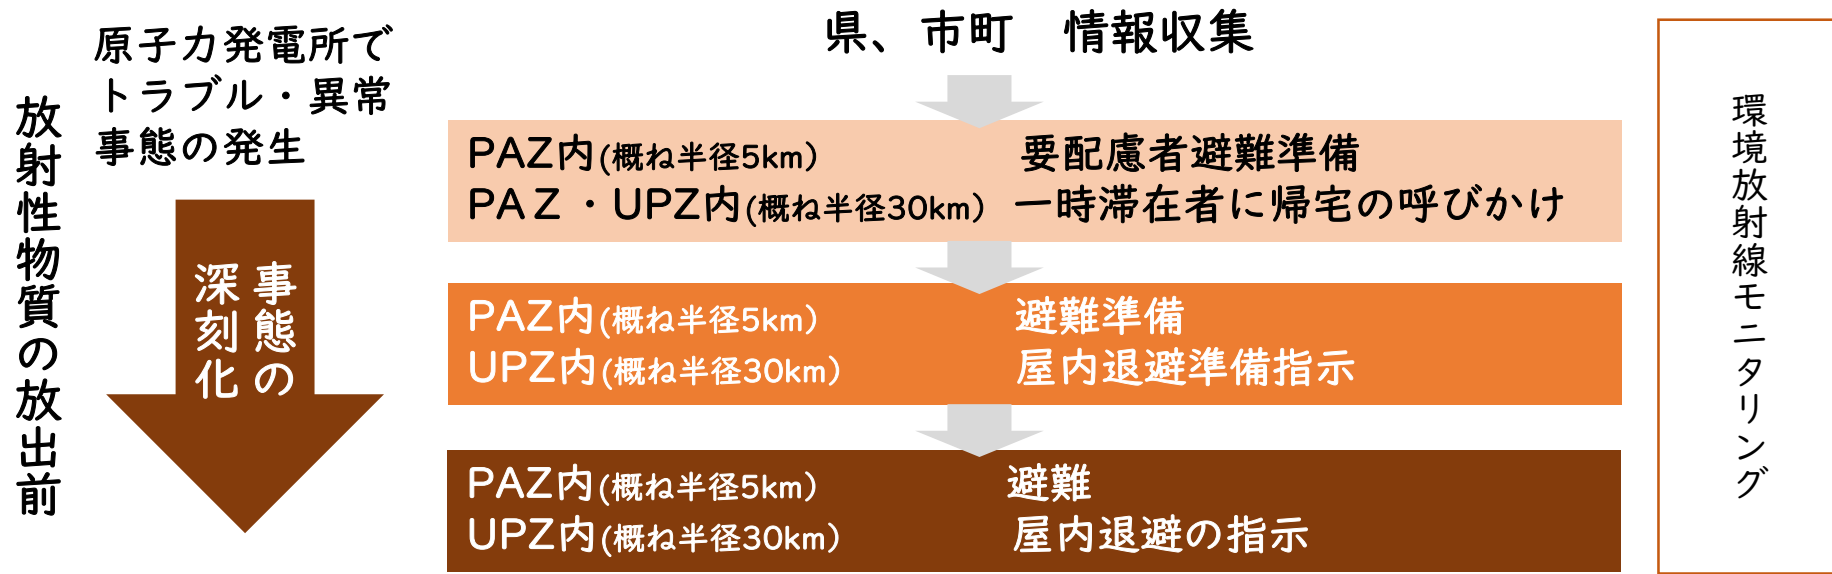 放射性物質の放出前
原子力発電所で
トラブル・異常
事態の発生
事態の
深刻化
県、市町　情報収集
PAZ内(概ね半径5km)　要配慮者避難準備
PAZ・UPZ内(概ね半径30km)　一時滞在者に帰宅の呼びかけ
PAZ内(概ね半径5km)　避難準備
UPZ内(概ね半径30km)　屋内退避準備指示
PAZ内(概ね半径5km)　避難
UPZ内(概ね半径30km)　屋内退避の指示
環境放射線モニタリング